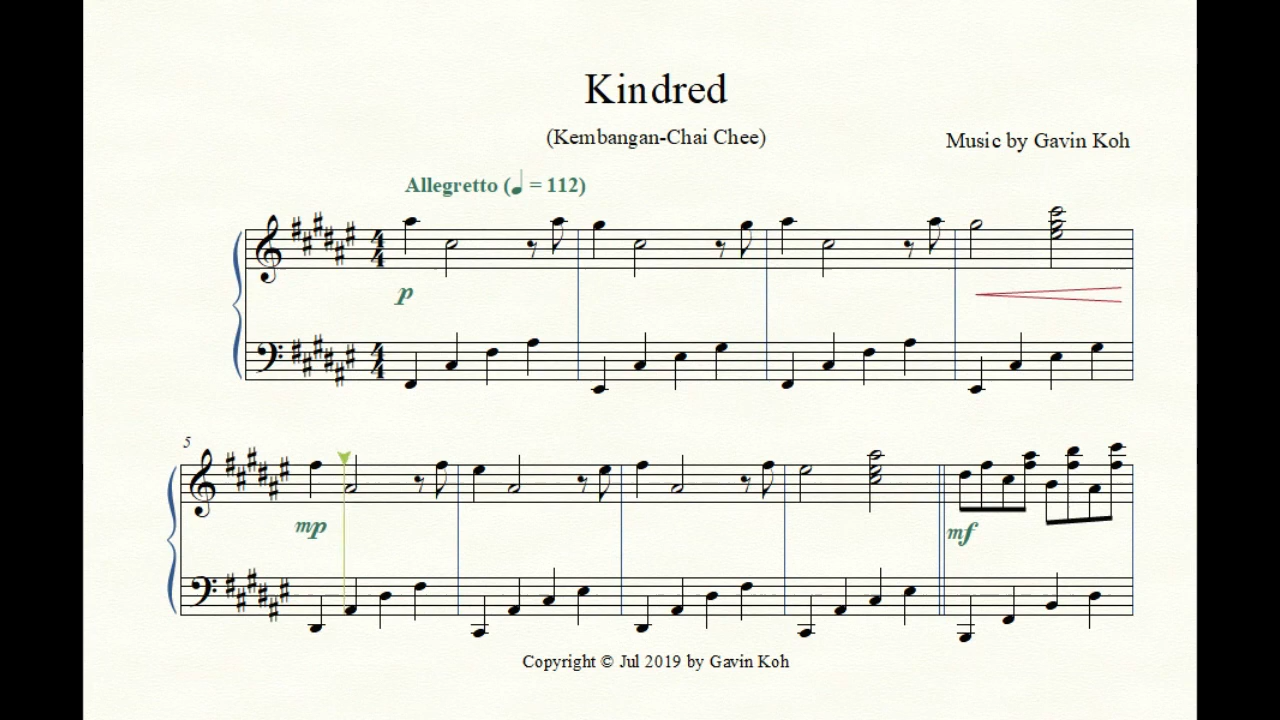 Kindred
(Kembangan-Chai Chee)
Music by Gavin Koh
Allegretto (♩ = 112)
p
5
mp
mf
Copyright © Jul 2019 by Gavin Koh